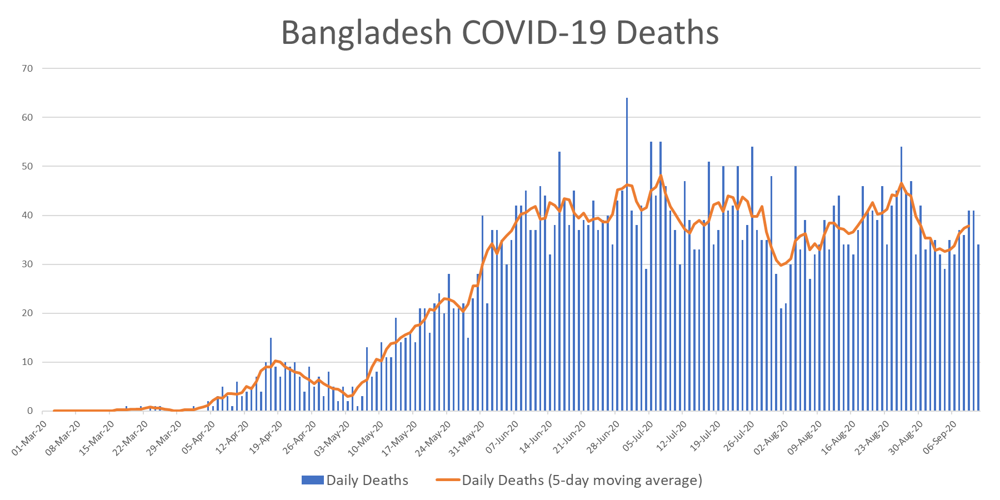 Bangladesh COVID-19 Deaths
70
60
50
40
30
20
10
0
01-Mar-20
08-Mar-20
15-Mar-20
22-Mar-20
29-Mar-20
05-Apr-20
12-Apr-20
19-Apr-20
26-Apr-20
03-May-20
10-May-20
17-May-20
24-May-20
31-May-20
07-Jun-20
14-Jun-20
21-Jun-20
28-Jun-20
05-Jul-20
12-Jul-20
19-Jul-20
26-Jul-20
02-Aug-20
09-Aug-20
16-Aug-20
23-Aug-20
30-Aug-20
06-Sep-20
Daily Deaths
Daily Deaths (5-day moving average)